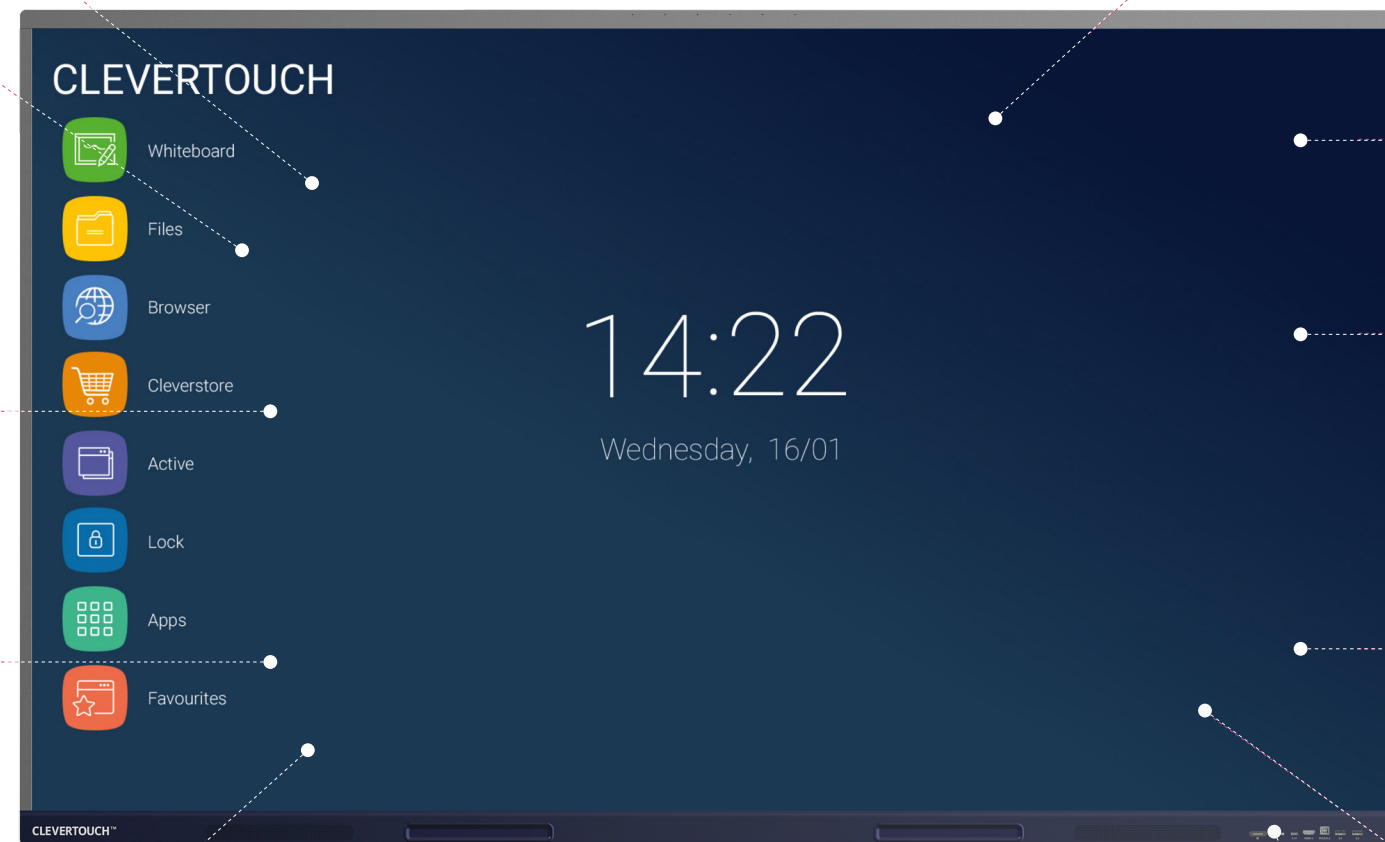 CLEVERTOUCH
Whiteboard
Files
Browser
Cleverstore
Active
Lock
Apps
Favourites
14:22
Wednesday, 16/01
CLEVERTOUCH™